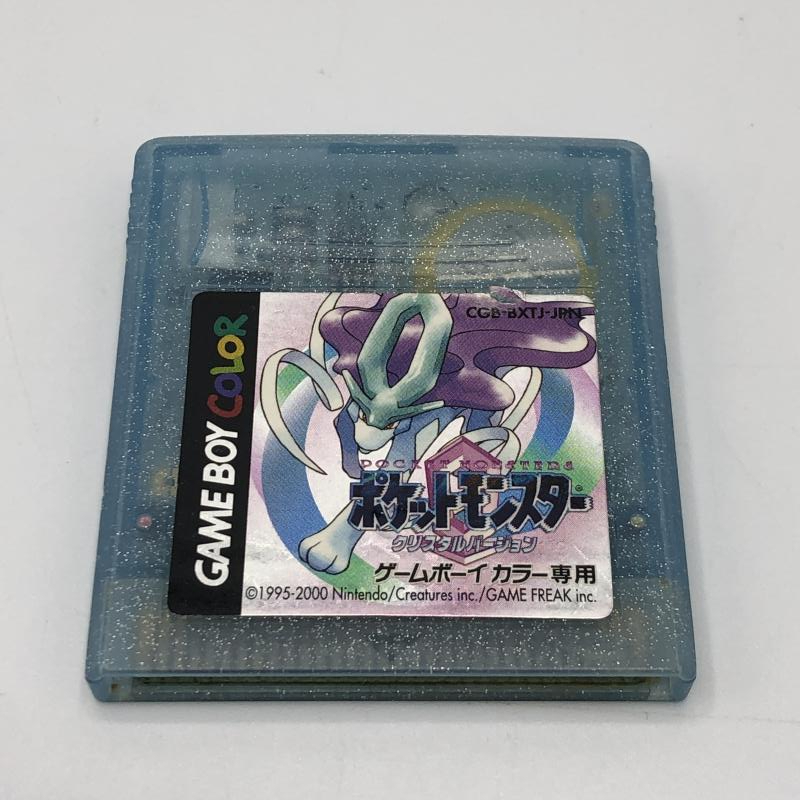 GAME BOY COLOR
CGB-BXTJ-JPN
POCKET MONSTERS
ポケットモンスター
クリスタルバージョン
ゲームボーイ カラー専用
©1995-2000 Nintendo/Creatures inc./GAME FREAK inc.